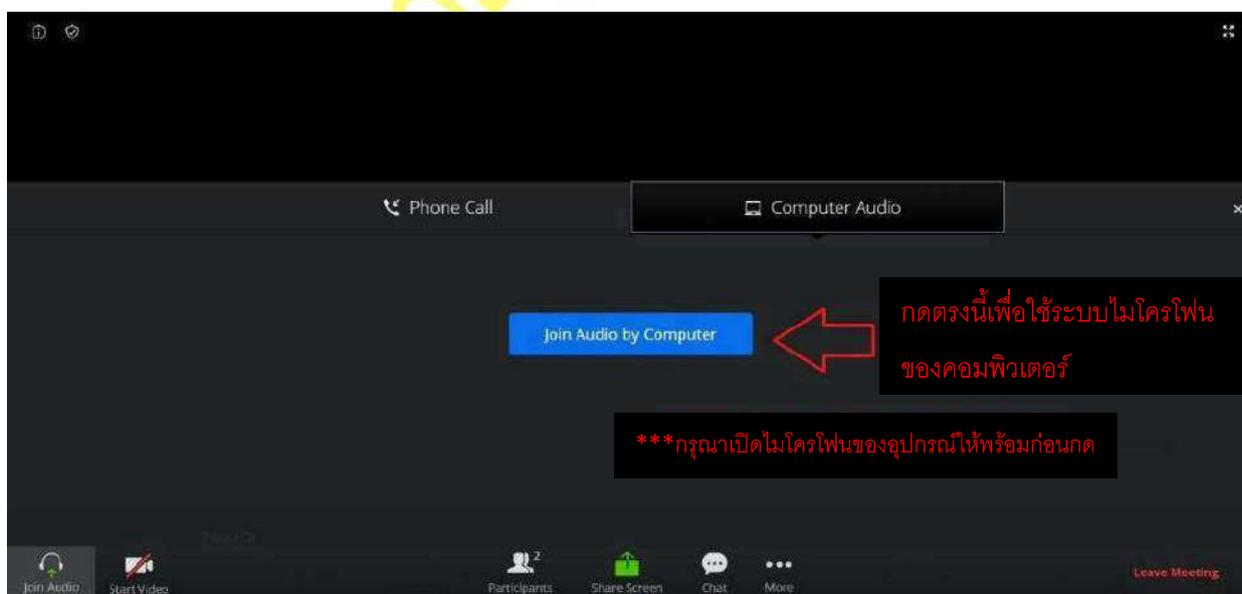 Phone Call
Computer Audio
Join Audio by Computer
กดตรงนี้เพื่อใช้ระบบไมโครโฟน
ของคอมพิวเตอร์
***กรุณาเปิดไมโครโฟนของอุปกรณ์ให้พร้อมก่อนกด
Join Audio
Start Video
2
Participants
Share Screen
Chat
More
Leave Meeting